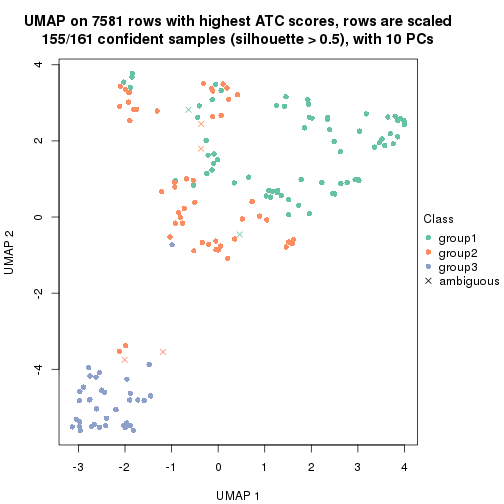 UMAP on 7581 rows with highest ATC scores, rows are scaled
155/161 confident samples (silhouette > 0.5), with 10 PCs
4
2
0
-2
-4
UMAP 2
-3 -2 -1 0 1 2 3 4
UMAP 1
Class
group1
group2
group3
ambiguous